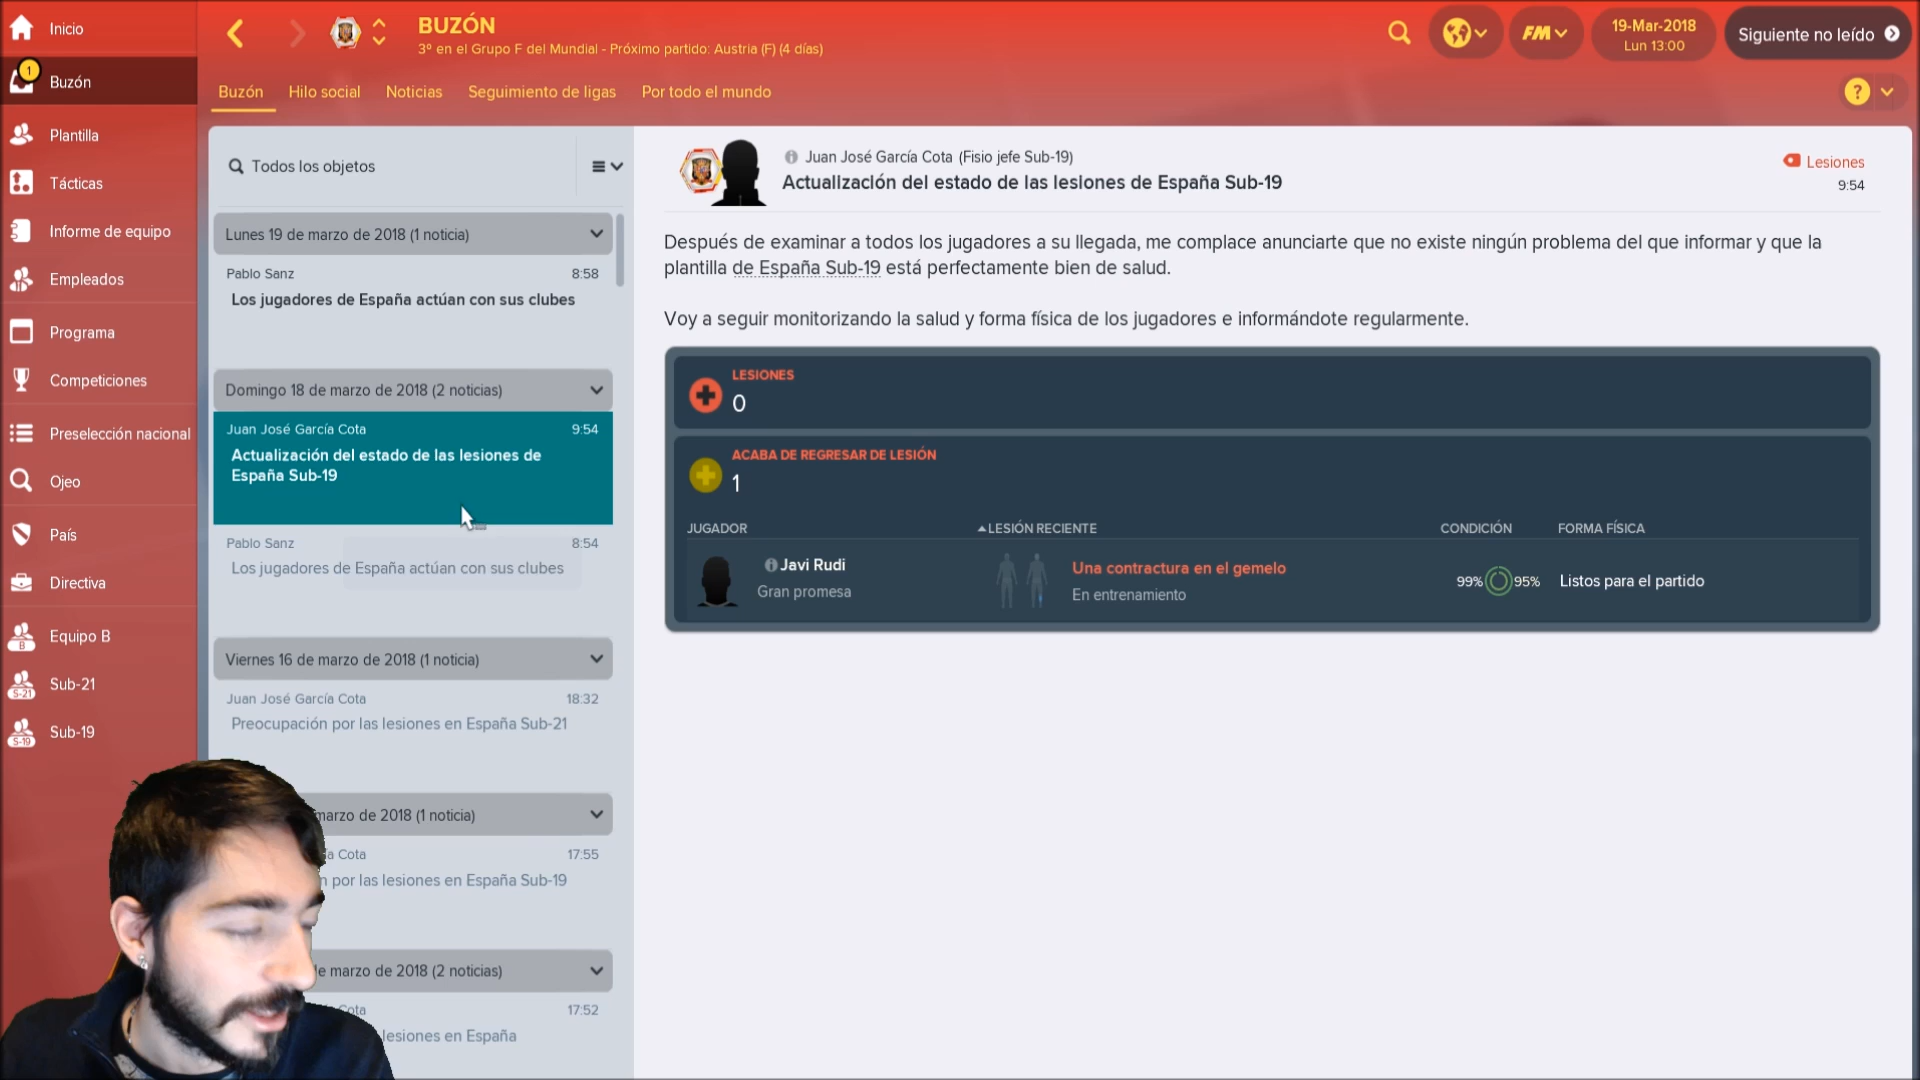 Inicio
1
Buzón
Plantilla
Tácticas
Informe de equipo
Empleados
Programa
Competiciones
Preselección nacional
Ojeo
País
Directiva
B
Equipo B
S-21
Sub-21
S-19
Sub-19
BUZÓN
3º en el Grupo F del Mundial - Próximo partido: Austria (F) (4 días)
FM
19-Mar-2018
Lun 13:00
Siguiente no leído
Buzón
Hilo social
Noticias
Seguimiento de ligas
Por todo el mundo
?
Todos los objetos
Lunes 19 de marzo de 2018 (1 noticia)
Pablo Sanz 8:58
Los jugadores de España actúan con sus clubes
Domingo 18 de marzo de 2018 (2 noticias)
Juan José García Cota 9:54
Actualización del estado de las lesiones de
España Sub-19
Pablo Sanz 8:54
Los jugadores de España actúan con sus clubes
Viernes 16 de marzo de 2018 (1 noticia)
Juan José García Cota 18:32
Preocupación por las lesiones en España Sub-21
marzo de 2018 (1 noticia)
Cota 17:55
por las lesiones en España Sub-19
de marzo de 2018 (2 noticias)
Cota 17:52
lesiones en España
Juan José García Cota (Fisio jefe Sub-19)
Actualización del estado de las lesiones de España Sub-19
Lesiones
9:54
Después de examinar a todos los jugadores a su llegada, me complace anunciarte que no existe ningún problema del que informar y que la
plantilla de España Sub-19 está perfectamente bien de salud.
Voy a seguir monitorizando la salud y forma física de los jugadores e informándote regularmente.
LESIONES
0
ACABA DE REGRESAR DE LESIÓN
1
JUGADOR LESIÓN RECIENTE CONDICIÓN FORMA FÍSICA
Javi Rudi
Gran promesa
Una contractura en el gemelo
En entrenamiento
99% 95% Listos para el partido